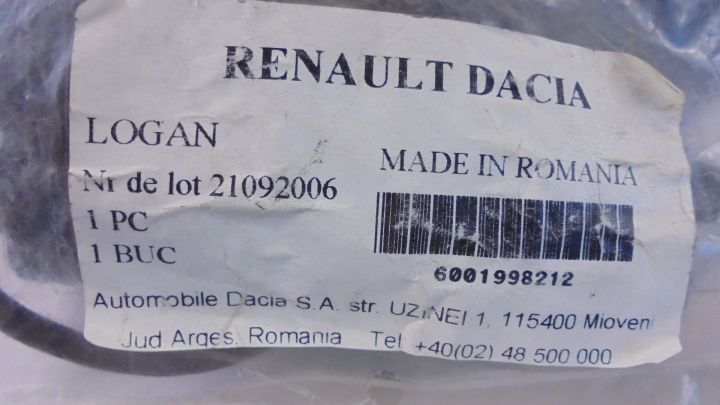 RENAULT DACIA
LOGAN
MADE IN ROMANIA
Nr de lot 21092006
1 PC
1 BUC
6001998212
Automobile Dacia S.A. str. UZINEI 1, 115400 Mioveni
Jud Arges, Romania Tel +40(02) 48 500 000